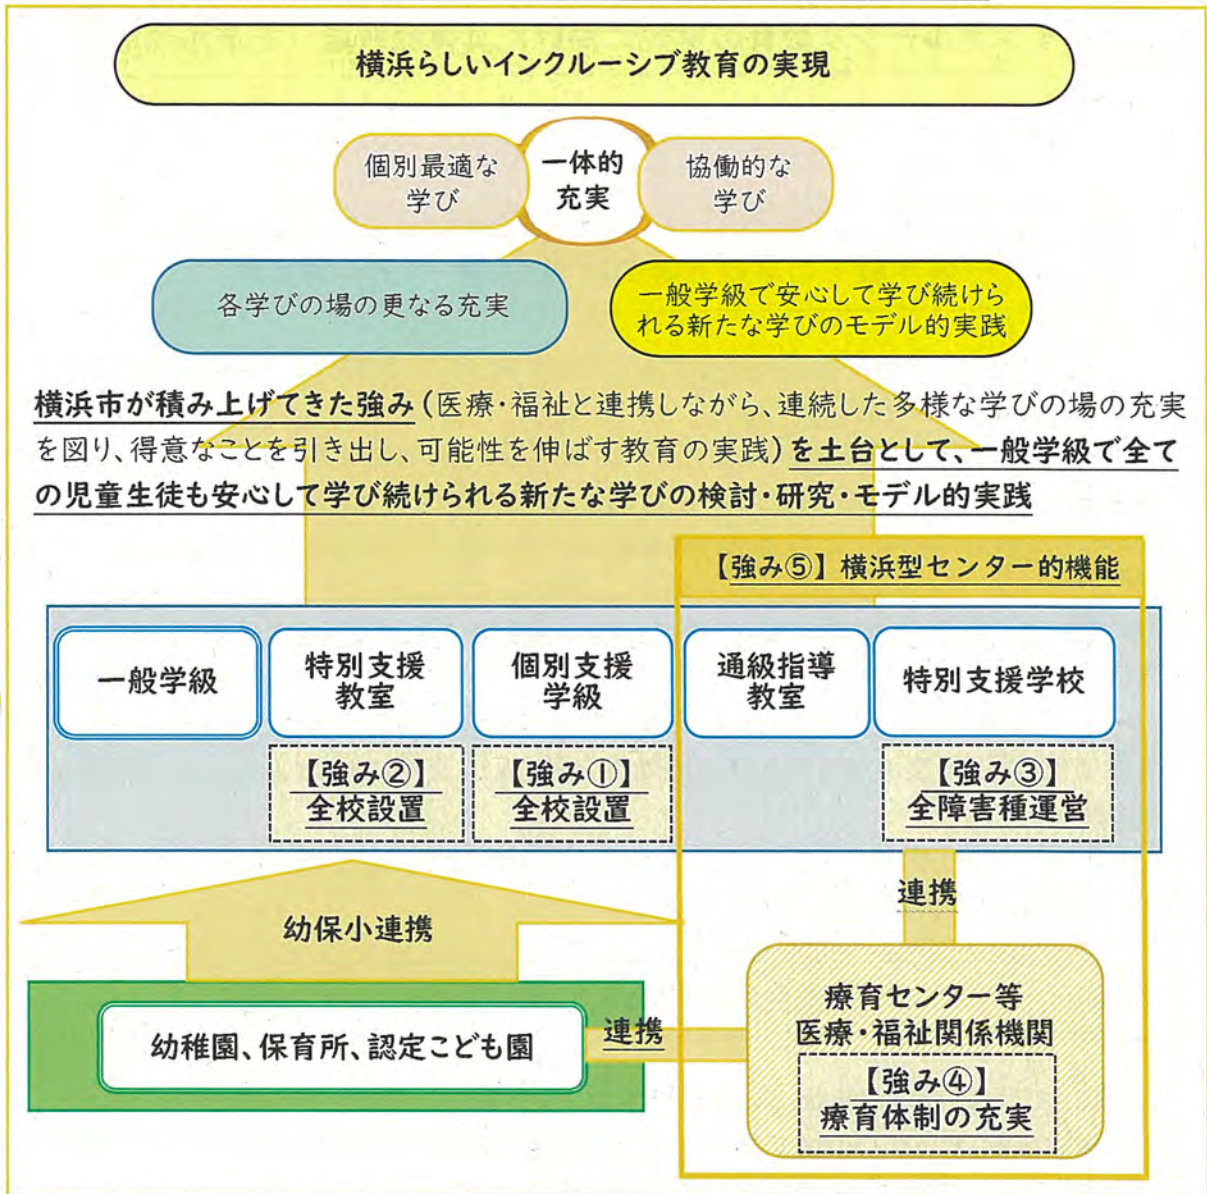 横浜らしいインクルーシブ教育の実現
個別最適な
学び
一体的
充実
協働的な
学び
各学びの場の更なる充実
一般学級で安心して学び続けら
れる新たな学びのモデル的実践
横浜市が積み上げてきた強み(医療・福祉と連携しながら、連続した多様な学びの場の充実
を図り、得意なことを引き出し、可能性を伸ばす教育の実践)を土台として、一般学級で全て
の児童生徒も安心して学び続けられる新たな学びの検討・研究・モデル的実践
【強み⑤】横浜型センター的機能
一般学級
特別支援
教室
個別支援
学級
通級指導
教室
特別支援学校
【強み②】
全校設置
【強み①】
全校設置
【強み③】
全障害種運営
連携
幼保小連携
幼稚園、保育所、認定こども園
連携
療育センター等
医療・福祉関係機関
【強み④】
療育体制の充実